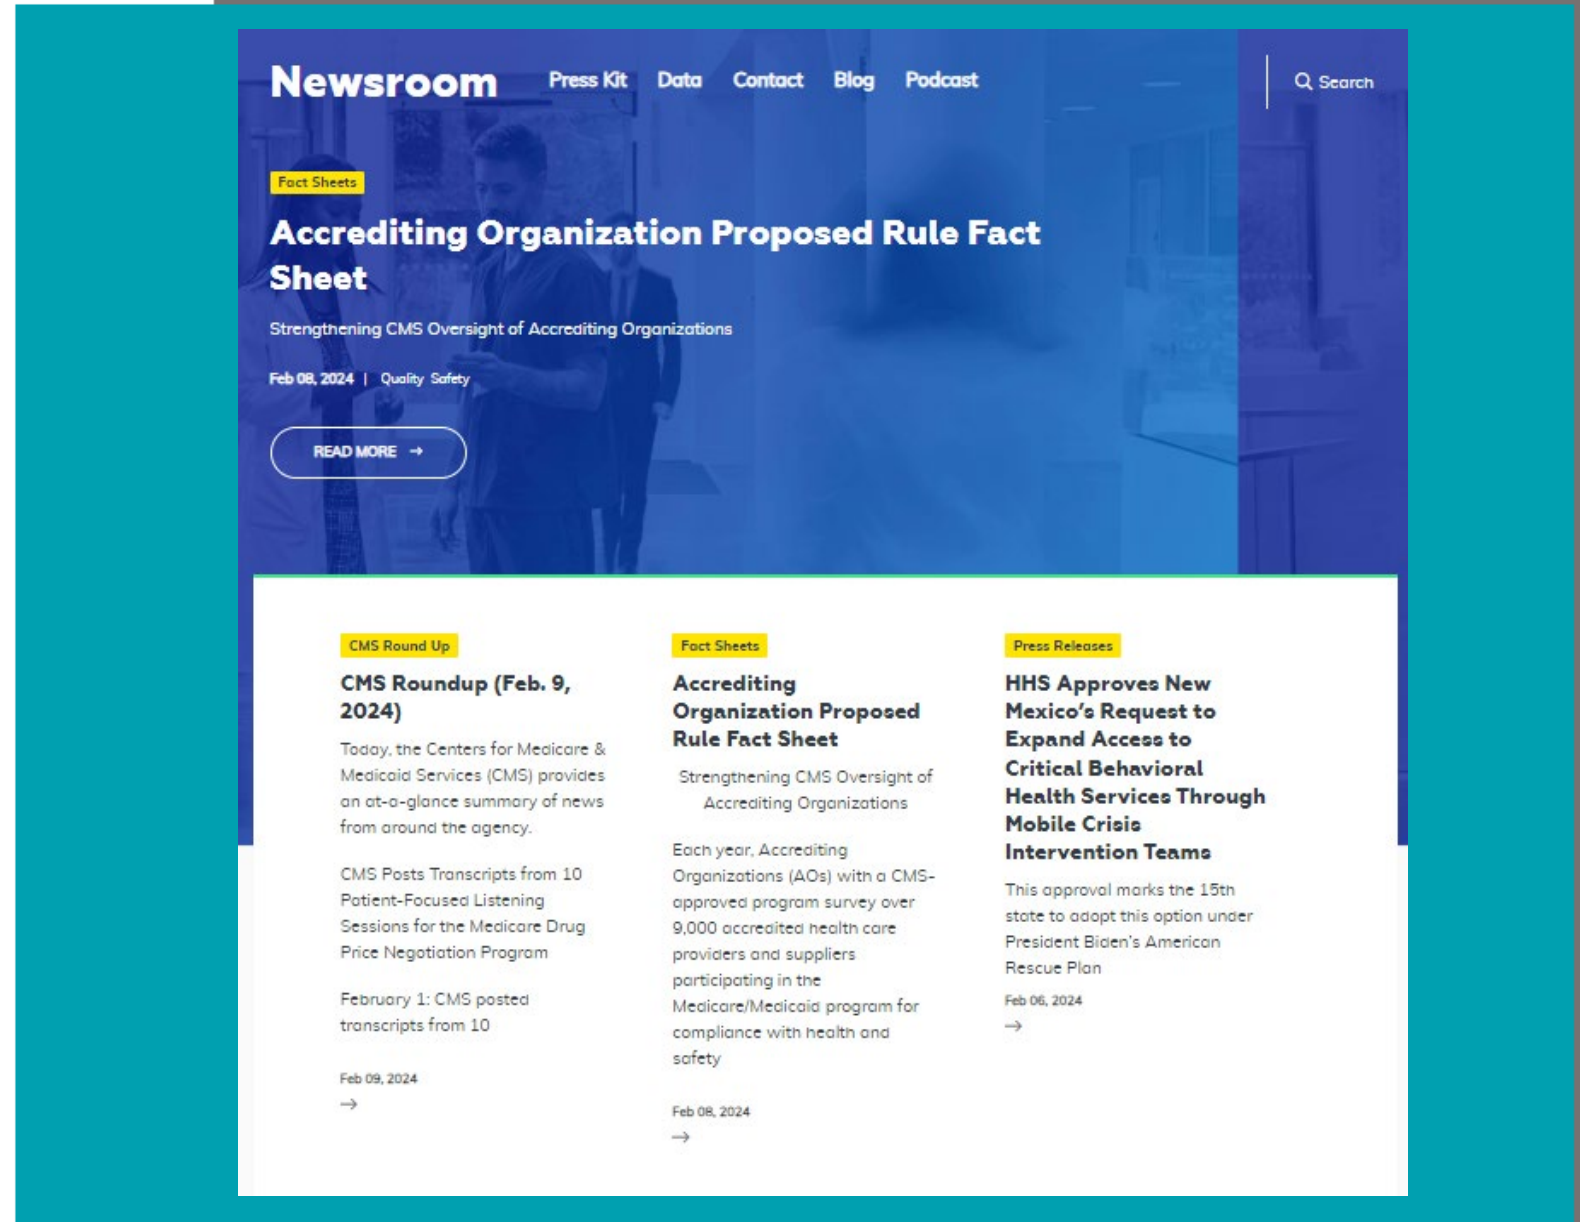 Newsroom Press Kit Data Contact Blog Podcast Search
Fact Sheets
Accrediting Organization Proposed Rule Fact
Sheet
Strengthening CMS Oversight of Accrediting Organizations
Feb 08, 2024 | Quality Safety
READ MORE →
CMS Round Up
CMS Roundup (Feb. 9,
2024)
Today, the Centers for Medicare &
Medicaid Services (CMS) provides
an at-a-glance summary of news
from around the agency.
CMS Posts Transcripts from 10
Patient-Focused Listening
Sessions for the Medicare Drug
Price Negotiation Program
February 1: CMS posted
transcripts from 10
Feb 09, 2024
→
Fact Sheets
Accrediting
Organization Proposed
Rule Fact Sheet
Strengthening CMS Oversight of
Accrediting Organizations
Each year, Accrediting
Organizations (AOs) with a CMS-
approved program survey over
9,000 accredited health care
providers and suppliers
participating in the
Medicare/Medicaid program for
compliance with health and
safety
Feb 08, 2024
→
Press Releases
HHS Approves New
Mexico’s Request to
Expand Access to
Critical Behavioral
Health Services Through
Mobile Crisis
Intervention Teams
This approval marks the 15th
state to adopt this option under
President Biden’s American
Rescue Plan
Feb 06, 2024
→